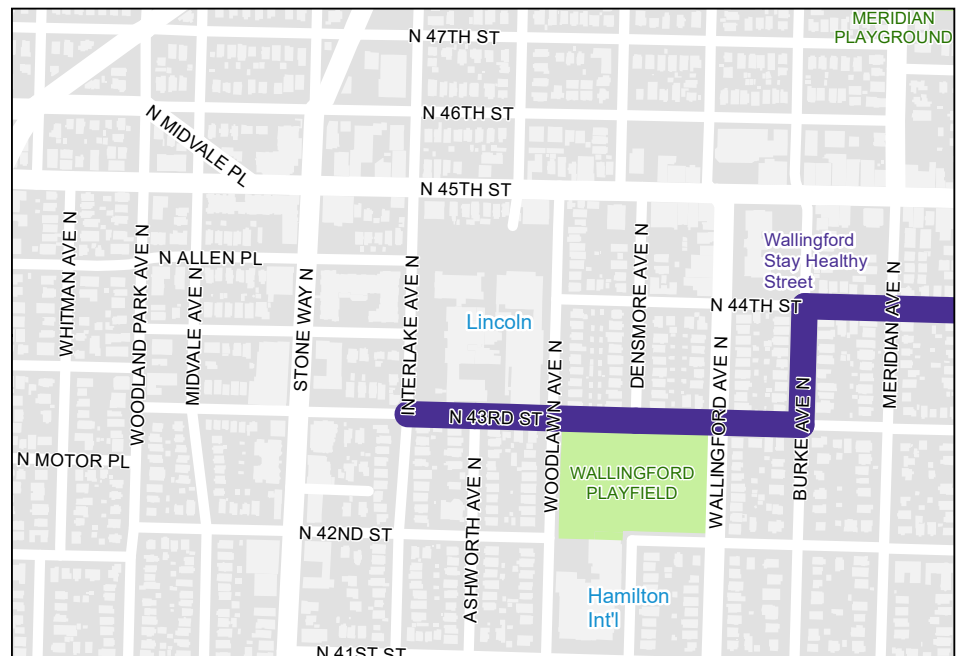 MERIDIAN
PLAYGROUND
N 47TH ST
N 46TH ST
N MIDVALE PL
N 45TH ST
WHITMAN AVE N
WOODLAND PARK AVE N
N ALLEN PL
MIDVALE AVE N
STONE WAY N
INTERLAKE AVE N
Lincoln
WOODLAWN AVE N
DENSMORE AVE N
Wallingford
Stay Healthy
Street
N 44TH ST
MERIDIAN AVE N
WALLINGFORD AVE N
BURKE AVE N
N 43RD ST
N MOTOR PL
ASHWORTH AVE N
WALLINGFORD
PLAYFIELD
N 42ND ST
Hamilton
Int'l
N 41ST ST